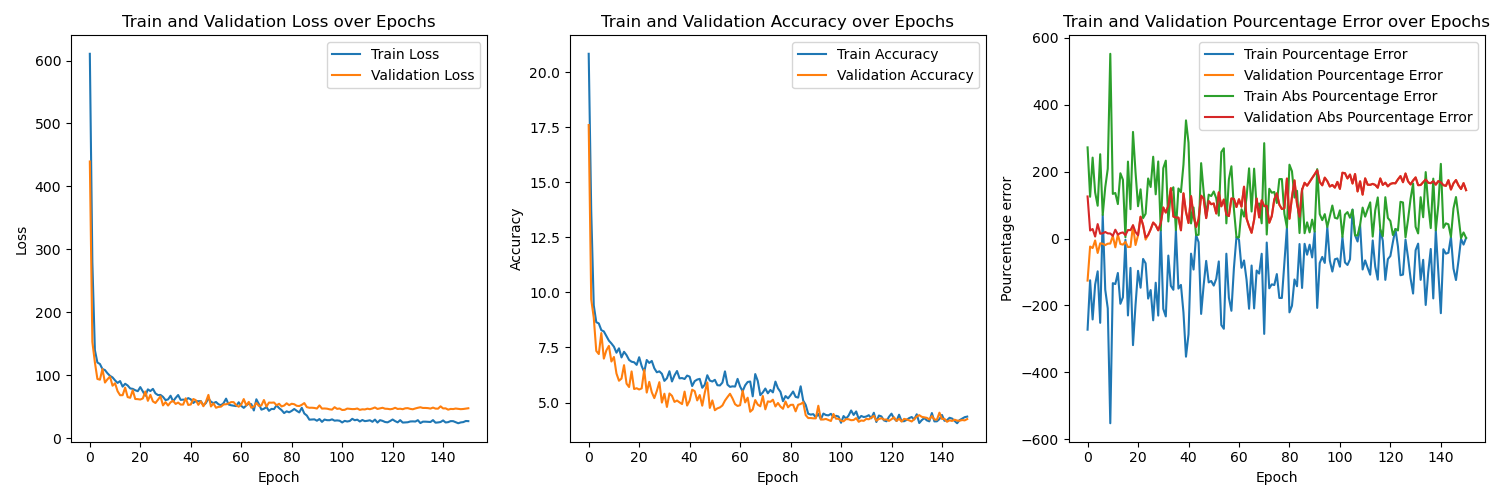 Train and Validation Loss over Epochs
Train Loss
Validation Loss
Loss
600
500
400
300
200
100
0
0 20 40 60 80 100 120 140
Epoch
Train and Validation Accuracy over Epochs
Train Accuracy
Validation Accuracy
Accuracy
20.0
17.5
15.0
12.5
10.0
7.5
5.0
0 20 40 60 80 100 120 140
Epoch
Train and Validation Pourcentage Error over Epochs
Train Pourcentage Error
Validation Pourcentage Error
Train Abs Pourcentage Error
Validation Abs Pourcentage Error
Pourcentage error
600
400
200
0
−200
−400
−600
0 20 40 60 80 100 120 140
Epoch